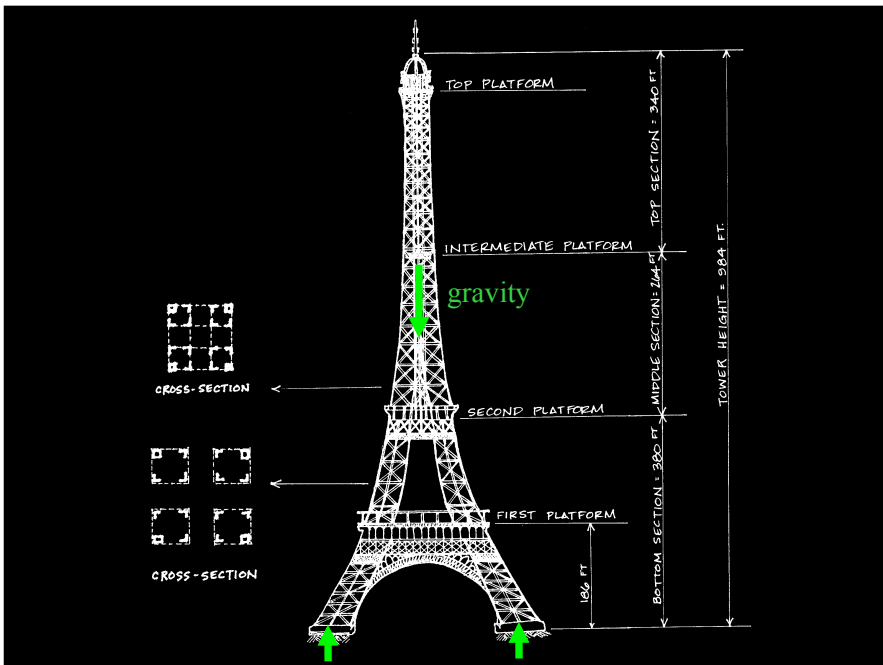 TOP PLATFORM
TOP SECTION = 340 FT
INTERMEDIATE PLATFORM
gravity
MIDDLE SECTION = 264 FT
TOWER HEIGHT = 984 FT.
CROSS-SECTION
SECOND PLATFORM
BOTTOM SECTION = 380 FT
FIRST PLATFORM
186 FT
CROSS-SECTION